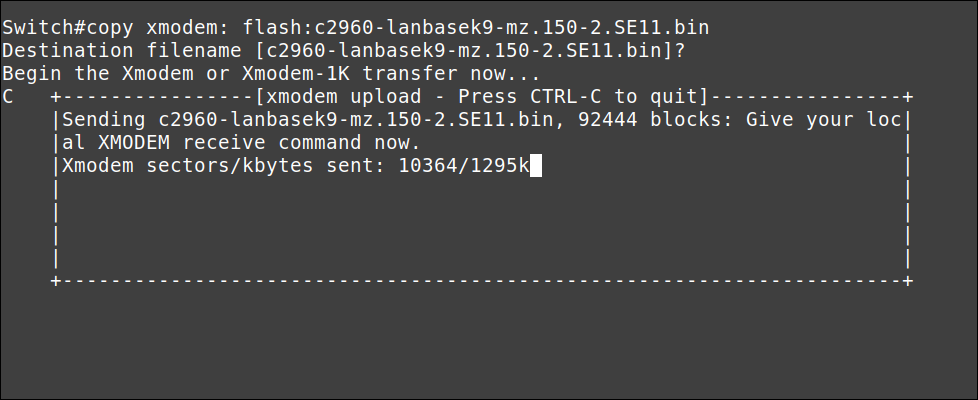 Switch#copy xmodem: flash:c2960-lanbasek9-mz.150-2.SE11.bin
Destination filename [c2960-lanbasek9-mz.150-2.SE11.bin]?
Begin the Xmodem or Xmodem-1K transfer now...
C   +----------------[xmodem upload - Press CTRL-C to quit]----------------+
    |Sending c2960-lanbasek9-mz.150-2.SE11.bin, 92444 blocks: Give your loc|
    |al XMODEM receive command now.                                        |
    |Xmodem sectors/kbytes sent: 10364/1295k                               |
    |                                                                      |
    |                                                                      |
    |                                                                      |
    |                                                                      |
    +----------------------------------------------------------------------+